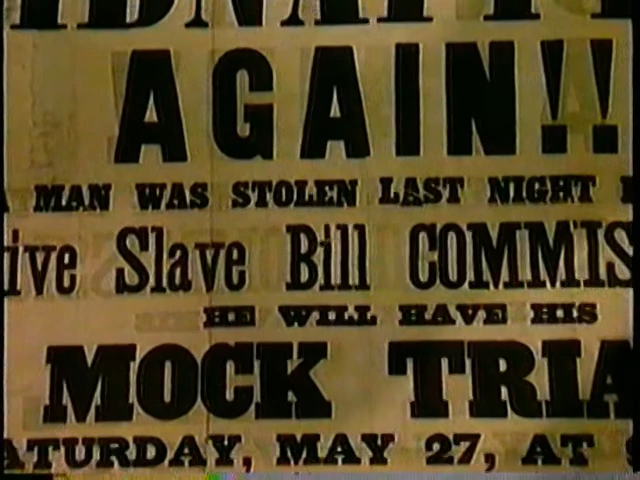 IDNAPP
AGAIN!!
A MAN WAS STOLEN LAST NIGHT
ive Slave Bill COMMIS
HE WILL HAVE HIS
MOCK TRIA
ATURDAY, MAY 27, AT